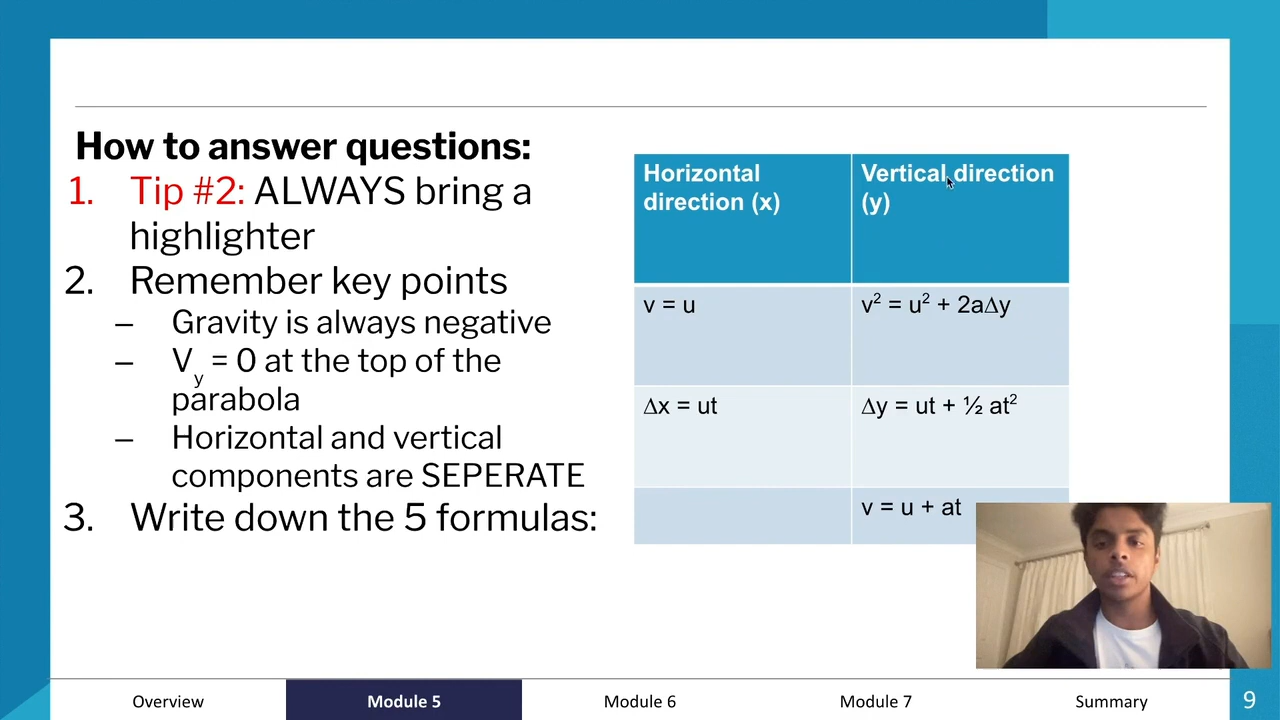 How to answer questions:
1. Tip #2: ALWAYS bring a
highlighter
2. Remember key points
– Gravity is always negative
– Vy = 0 at the top of the
parabola
– Horizontal and vertical
components are SEPERATE
3. Write down the 5 formulas:
Horizontal
direction (x)
Vertical direction
(y)
v = u
v² = u² + 2a∆y
∆x = ut
∆y = ut + ½ at²
v = u + at
Overview
Module 5
Module 6
Module 7
Summary
9